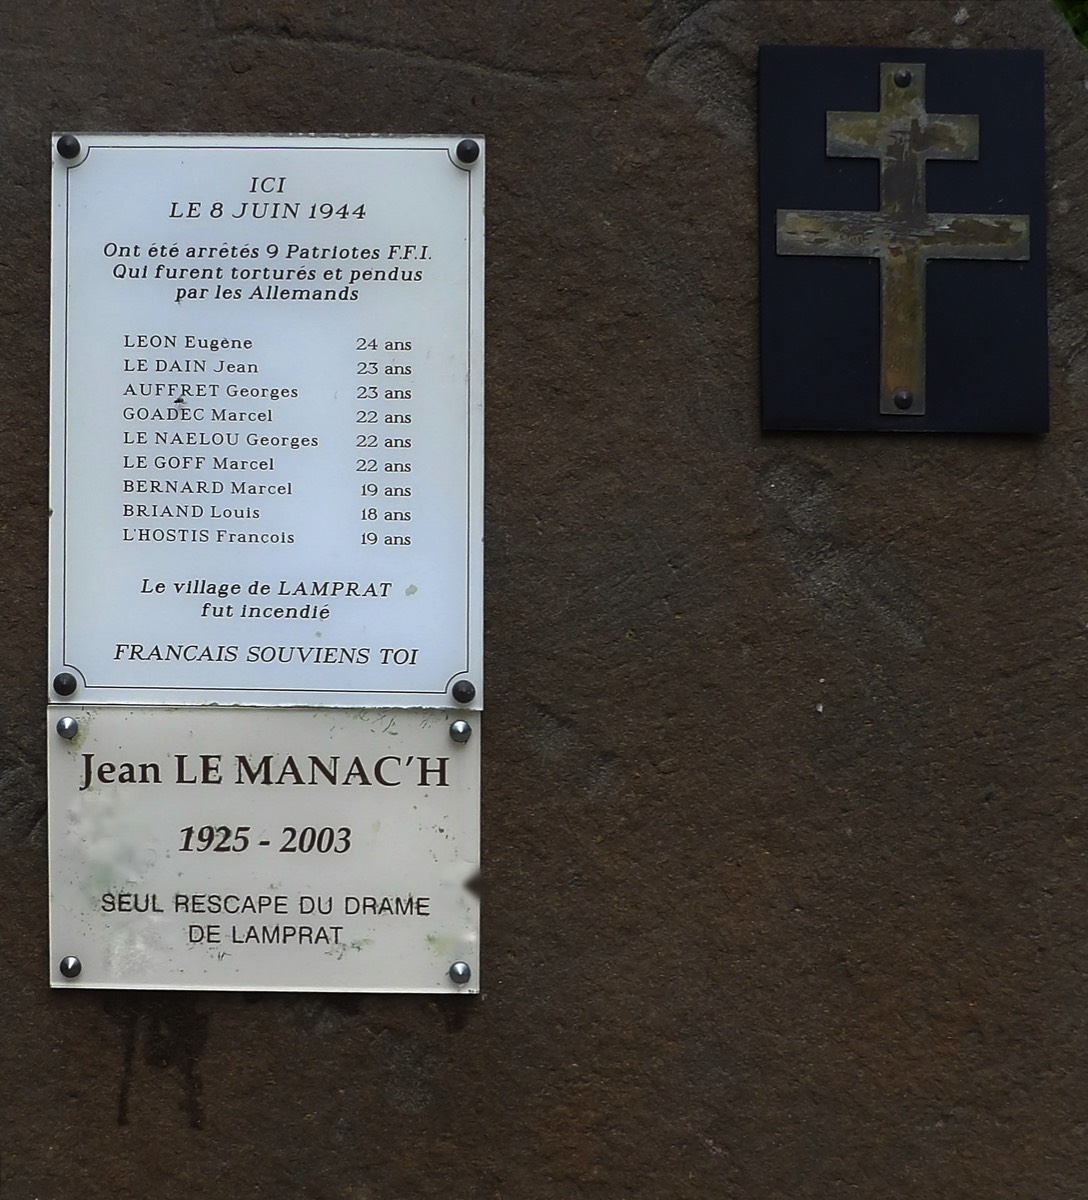 ICI
LE 8 JUIN 1944
Ont été arretés 9 Patriotes F.F.I.
Qui furent torturés et pendus
par les Allemands
LEON Eugène 24 ans
LE DAIN Jean 23 ans
AUFFRET Georges 23 ans
GOADEC Marcel 22 ans
LE NAELOU Georges 22 ans
LE GOFF Marcel 22 ans
BERNARD Marcel 19 ans
BRIAND Louis 18 ans
L'HOSTIS Francois 19 ans
Le village de LAMPRAT
fut incendié
FRANCAIS SOUVIENS TOI
Jean LE MANAC'H
1925 - 2003
SEUL RESCAPE DU DRAME
DE LAMPRAT